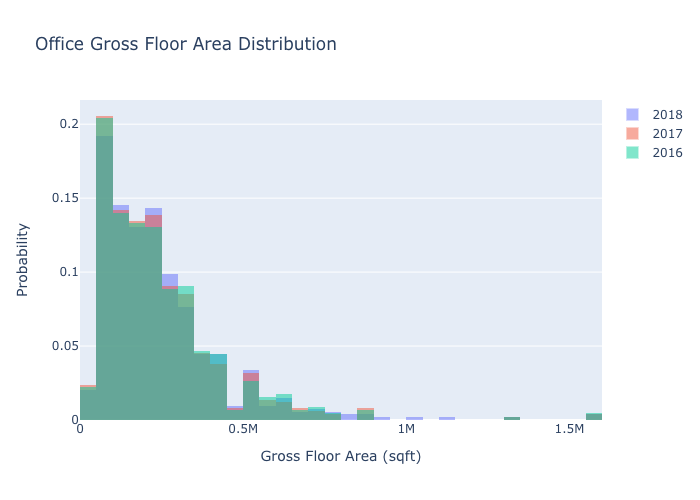 Office Gross Floor Area Distribution
2018
2017
2016
0.2
0.15
0.1
0.05
0
Probability
0
0.5M
1M
1.5M
Gross Floor Area (sqft)